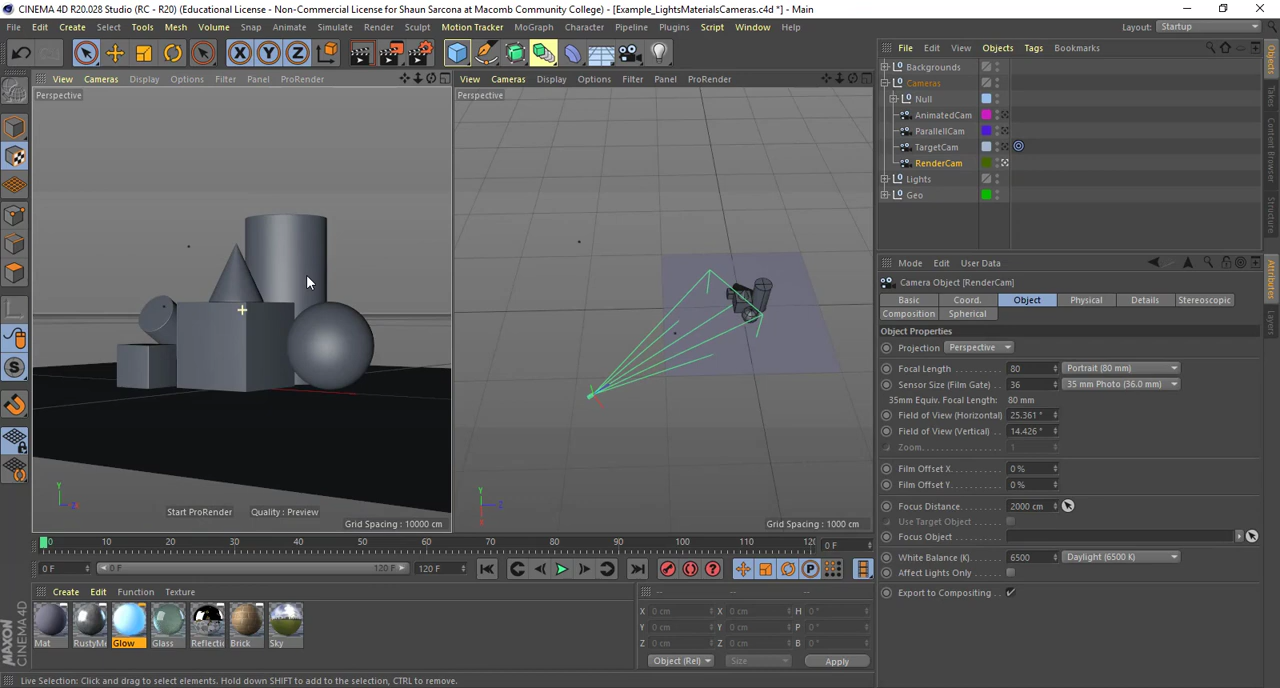 CINEMA 4D R20.028 Studio (RC - R20) (Educational License - Non-Commercial License for Shaun Sarcona at Macomb Community College) - [Example_LightsMaterialsCameras.c4d *] - Main
File Edit Create Select Tools Mesh Volume Snap Animate Simulate Render Sculpt Motion Tracker MoGraph Character Pipeline Plugins Script Window Help Layout: Startup
X Y Z
File Edit View Objects Tags Bookmarks
View Cameras Display Options Filter Panel ProRender
View Cameras Display Options Filter Panel ProRender
Perspective
Perspective
Backgrounds
Cameras
Null
AnimatedCam
ParallellCam
TargetCam
RenderCam
Lights
Geo
Objects
Takes
Content Browser
Structure
Attributes
Layers
Mode Edit User Data
Camera Object [RenderCam]
Basic Coord. Object Physical Details Stereoscopic
Composition Spherical
Object Properties
Projection Perspective
Focal Length 80 Portrait (80 mm)
Sensor Size (Film Gate) 36 35 mm Photo (36.0 mm)
35mm Equiv. Focal Length: 80 mm
Field of View (Horizontal) 25.361 °
Field of View (Vertical) 14.426 °
Zoom 1
Film Offset X 0 %
Film Offset Y 0 %
Focus Distance 2000 cm
Use Target Object
Focus Object
White Balance (K) 6500 Daylight (6500 K)
Affect Lights Only
Export to Compositing
Y Z
Start ProRender Quality : Preview
Grid Spacing : 10000 cm
Y Z X
Grid Spacing : 1000 cm
0 10 20 30 40 50 60 70 80 90 100 110 120 0 F
0 F 0 F 120 F 120 F
P
Create Edit Function Texture
Mat RustyMe Glow Glass Reflectic Brick Sky
-- -- --
X 0 cm X 0 cm H 0 °
Y 0 cm Y 0 cm P 0 °
Z 0 cm Z 0 cm B 0 °
Object (Rel) Size Apply
MAXON CINEMA 4D
Live Selection: Click and drag to select elements. Hold down SHIFT to add to the selection, CTRL to remove.